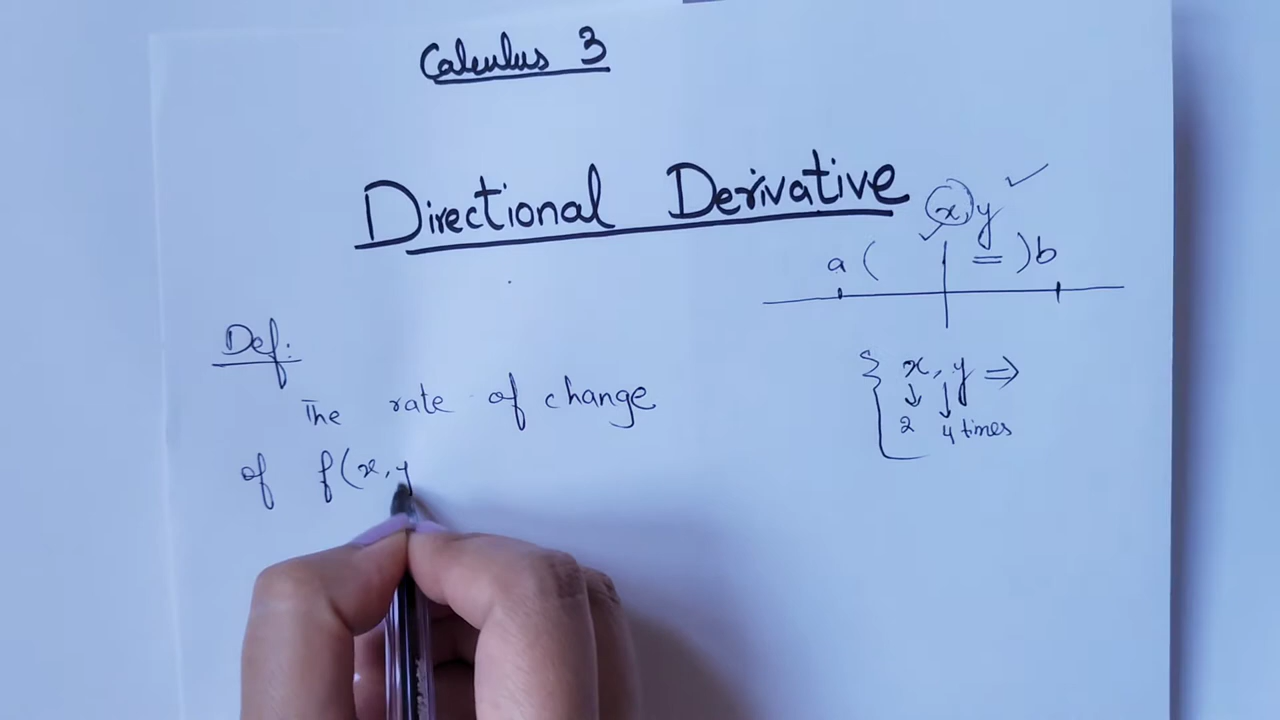 Calculus 3
Directional Derivative
x, y ✓
✓
a ( = ) b
Def:
The rate of change
of f(x, y
{ x, y ⇒
↓ ↓
2 4 times